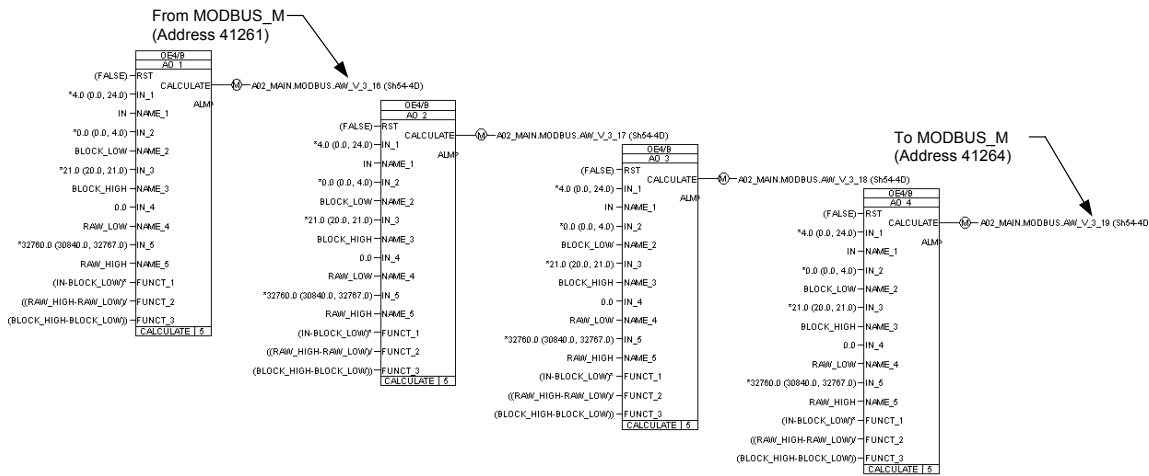 From MODBUS_M
(Address 41261)
OE4/B
AO_1
(FALSE) RST
CALCULATE M A02_MAIN.MODBUS.AW_V_3_16 (Sh54-4D)
ALM
*4.0 (0.0, 24.0) IN_1
IN NAME_1
*0.0 (0.0, 4.0) IN_2
BLOCK_LOW NAME_2
*21.0 (20.0, 21.0) IN_3
BLOCK_HIGH NAME_3
0.0 IN_4
RAW_LOW NAME_4
*32760.0 (30840.0, 32767.0) IN_5
RAW_HIGH NAME_5
(IN-BLOCK_LOW)* FUNCT_1
((RAW_HIGH-RAW_LOW)/ FUNCT_2
(BLOCK_HIGH-BLOCK_LOW)) FUNCT_3
CALCULATE | 5
OE4/B
AO_2
(FALSE) RST
CALCULATE M A02_MAIN.MODBUS.AW_V_3_17 (Sh54-4D)
ALM
*4.0 (0.0, 24.0) IN_1
IN NAME_1
*0.0 (0.0, 4.0) IN_2
BLOCK_LOW NAME_2
*21.0 (20.0, 21.0) IN_3
BLOCK_HIGH NAME_3
0.0 IN_4
RAW_LOW NAME_4
*32760.0 (30840.0, 32767.0) IN_5
RAW_HIGH NAME_5
(IN-BLOCK_LOW)* FUNCT_1
((RAW_HIGH-RAW_LOW)/ FUNCT_2
(BLOCK_HIGH-BLOCK_LOW)) FUNCT_3
CALCULATE | 5
OE4/B
AO_3
(FALSE) RST
CALCULATE M A02_MAIN.MODBUS.AW_V_3_18 (Sh54-4D)
ALM
*4.0 (0.0, 24.0) IN_1
IN NAME_1
*0.0 (0.0, 4.0) IN_2
BLOCK_LOW NAME_2
*21.0 (20.0, 21.0) IN_3
BLOCK_HIGH NAME_3
0.0 IN_4
RAW_LOW NAME_4
*32760.0 (30840.0, 32767.0) IN_5
RAW_HIGH NAME_5
(IN-BLOCK_LOW)* FUNCT_1
((RAW_HIGH-RAW_LOW)/ FUNCT_2
(BLOCK_HIGH-BLOCK_LOW)) FUNCT_3
CALCULATE | 5
To MODBUS_M
(Address 41264)
OE4/B
AO_4
(FALSE) RST
CALCULATE M A02_MAIN.MODBUS.AW_V_3_19 (Sh54-4D
ALM
*4.0 (0.0, 24.0) IN_1
IN NAME_1
*0.0 (0.0, 4.0) IN_2
BLOCK_LOW NAME_2
*21.0 (20.0, 21.0) IN_3
BLOCK_HIGH NAME_3
0.0 IN_4
RAW_LOW NAME_4
*32760.0 (30840.0, 32767.0) IN_5
RAW_HIGH NAME_5
(IN-BLOCK_LOW)* FUNCT_1
((RAW_HIGH-RAW_LOW)/ FUNCT_2
(BLOCK_HIGH-BLOCK_LOW)) FUNCT_3
CALCULATE | 5